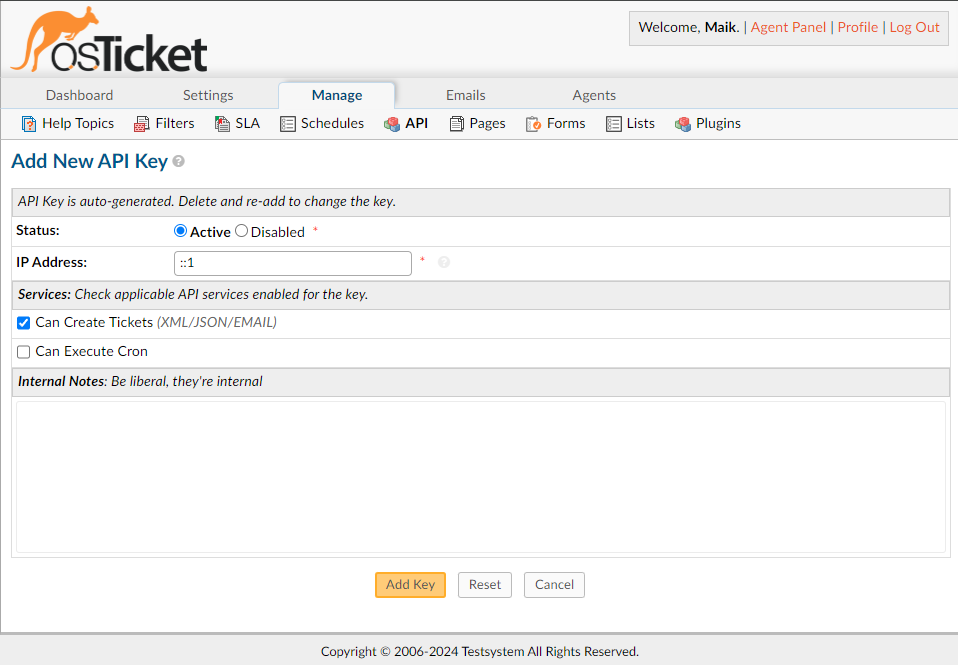 osTicket
Welcome, Maik. | Agent Panel | Profile | Log Out
Dashboard Settings Manage Emails Agents
Help Topics Filters SLA Schedules API Pages Forms Lists Plugins
Add New API Key ?
API Key is auto-generated. Delete and re-add to change the key.
Status: Active Disabled *
IP Address: ::1 * ?
Services: Check applicable API services enabled for the key.
Can Create Tickets (XML/JSON/EMAIL)
Can Execute Cron
Internal Notes: Be liberal, they're internal
Add Key Reset Cancel
Copyright © 2006-2024 Testsystem All Rights Reserved.